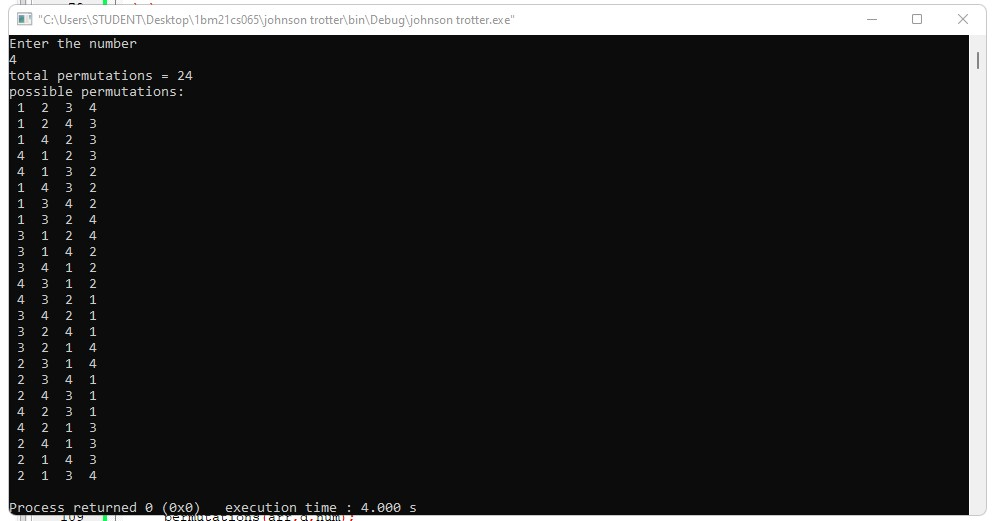 "C:\Users\STUDENT\Desktop\1bm21cs065\johnson trotter\bin\Debug\johnson trotter.exe"
Enter the number
4
total permutations = 24
possible permutations:
1 2 3 4
1 2 4 3
1 4 2 3
4 1 2 3
4 1 3 2
1 4 3 2
1 3 4 2
1 3 2 4
3 1 2 4
3 1 4 2
3 4 1 2
4 3 1 2
4 3 2 1
3 4 2 1
3 2 4 1
3 2 1 4
2 3 1 4
2 3 4 1
2 4 3 1
4 2 3 1
4 2 1 3
2 4 1 3
2 1 4 3
2 1 3 4
Process returned 0 (0x0) execution time : 4.000 s
109 permutations(arr,d,num);